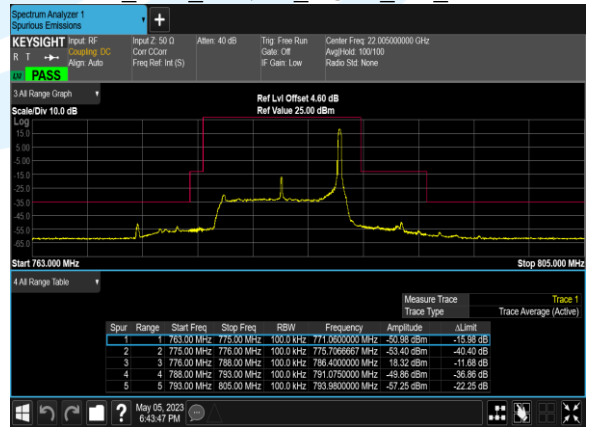 Spectrum Analyzer 1
Spurious Emissions
+
KEYSIGHT Input: RF Input Z: 50 Ω Atten: 40 dB Trig: Free Run Center Freq: 22.005000000 GHz
R T Coupling: DC Corr CCorr Gate: Off Avg|Hold: 100/100
Align: Auto Freq Ref: Int (S) IF Gain: Low Radio Std: None
PASS
3 All Range Graph
Ref Lvl Offset 4.60 dB
Scale/Div 10.0 dB Ref Value 25.00 dBm
Log
15.0
5.00
-5.00
-15.0
-25.0
-35.0
-45.0
-55.0
-65.0
Start 763.000 MHz Stop 805.000 MHz
4 All Range Table
Measure Trace Trace 1
Trace Type Trace Average (Active)
Spur Range Start Freq Stop Freq RBW Frequency Amplitude ΔLimit
1 1 763.00 MHz 775.00 MHz 100.0 kHz 771.0600000 MHz -50.98 dBm -15.98 dB
2 2 775.00 MHz 776.00 MHz 100.0 kHz 775.7066667 MHz -53.40 dBm -40.40 dB
3 3 776.00 MHz 788.00 MHz 100.0 kHz 786.4000000 MHz 18.32 dBm -11.68 dB
4 4 788.00 MHz 793.00 MHz 100.0 kHz 791.0750000 MHz -49.86 dBm -36.86 dB
5 5 793.00 MHz 805.00 MHz 100.0 kHz 793.9800000 MHz -57.25 dBm -22.25 dB
? May 05, 2023
6:43:47 PM